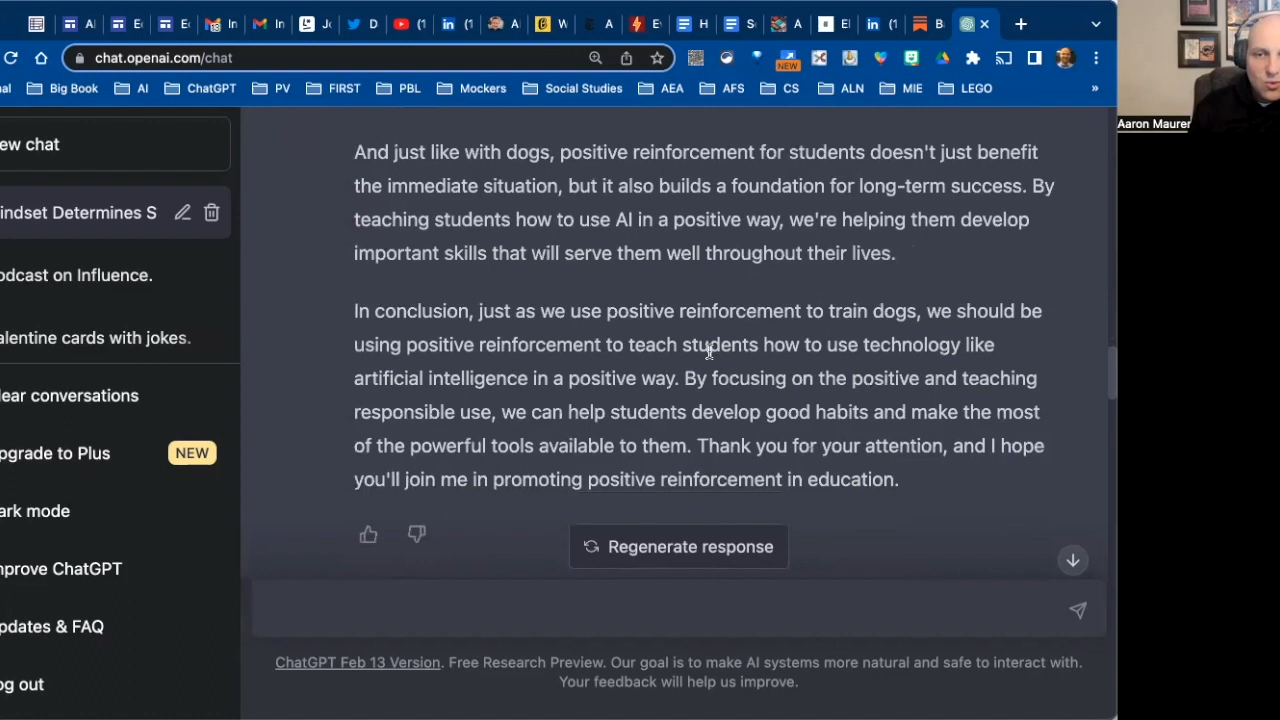 E
E
E
In
In
L
D
(1
(1
A
W
A
E
H
S
A
El
(1
B
chat.openai.com/chat
NEW
nal
Big Book
AI
ChatGPT
PV
FIRST
PBL
Mockers
Social Studies
AEA
AFS
CS
ALN
MIE
LEGO
»
Aaron Maurer
ew chat
indset Determines S
odcast on Influence.
alentine cards with jokes.
lear conversations
pgrade to Plus
NEW
ark mode
mprove ChatGPT
pdates & FAQ
og out
And just like with dogs, positive reinforcement for students doesn't just benefit
the immediate situation, but it also builds a foundation for long-term success. By
teaching students how to use AI in a positive way, we're helping them develop
important skills that will serve them well throughout their lives.
In conclusion, just as we use positive reinforcement to train dogs, we should be
using positive reinforcement to teach students how to use technology like
artificial intelligence in a positive way. By focusing on the positive and teaching
responsible use, we can help students develop good habits and make the most
of the powerful tools available to them. Thank you for your attention, and I hope
you'll join me in promoting positive reinforcement in education.
Regenerate response
ChatGPT Feb 13 Version. Free Research Preview. Our goal is to make AI systems more natural and safe to interact with.
Your feedback will help us improve.